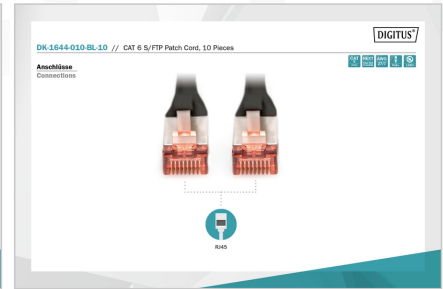 DIGITUS®
DK-1644-010-BL-10 // CAT 6 S/FTP Patch Cord, 10 Pieces
Anschlüsse
Connections
RJ45